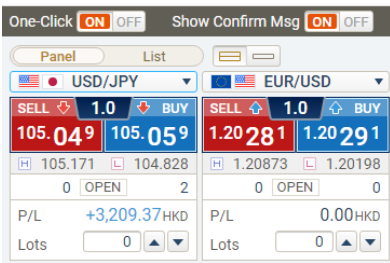 One-Click ON OFF Show Confirm Msg ON OFF
Panel List
USD/JPY EUR/USD
SELL 1.0 BUY SELL 1.0 BUY
105.04⁹ 105.05⁹ 1.20281 1.20291
H 105.171 L 104.828 H 1.20873 L 1.20198
0 OPEN 2 0 OPEN 0
P/L +3,209.37HKD P/L 0.00HKD
Lots 0 Lots 0